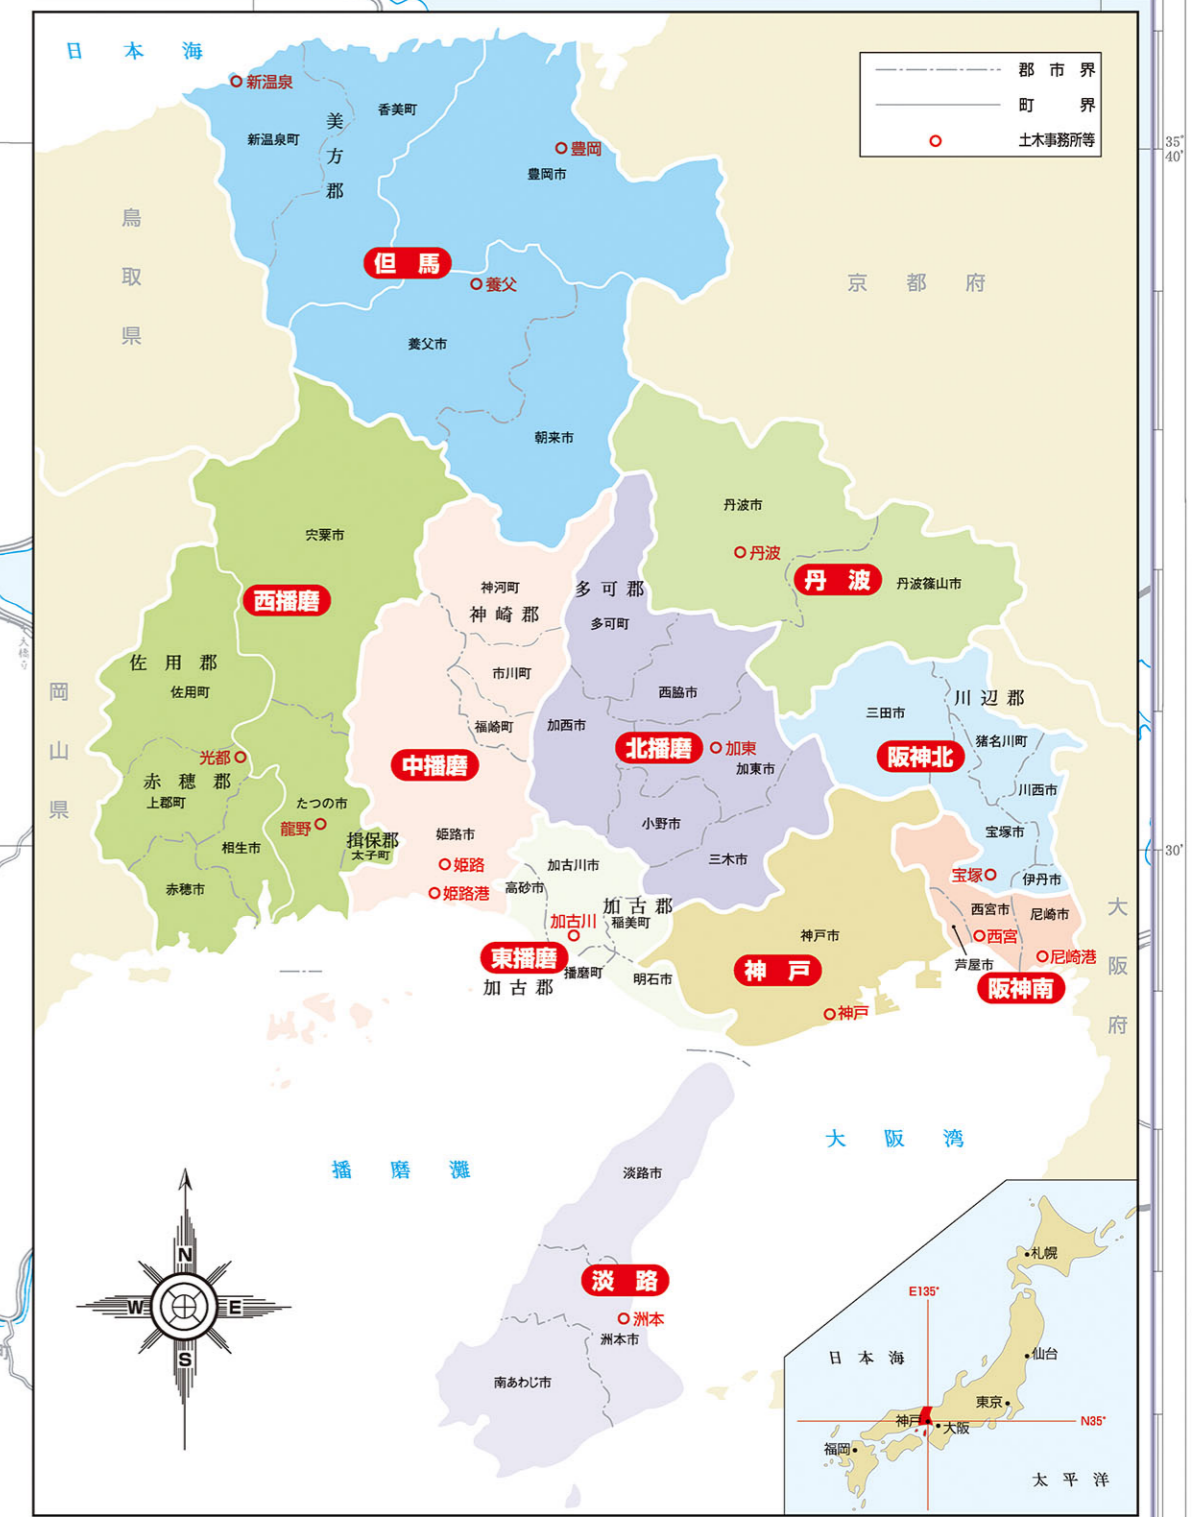 日本海
郡市界
町界
土木事務所等
35°
40'
新温泉
香美町
美方郡
新温泉町
豊岡
豊岡市
鳥取県
但馬
京都府
養父
養父市
朝来市
丹波市
宍粟市
丹波
丹波
丹波篠山市
西播磨
神河町
神崎郡
多可郡
多可町
佐用郡
佐用町
市川町
西脇市
岡山県
川辺郡
三田市
猪名川町
福崎町
加西市
北播磨
加東
加東市
阪神北
光都
中播磨
赤穂郡
上郡町
たつの市
川西市
龍野
揖保郡
太子町
相生市
姫路市
小野市
宝塚市
30'
三木市
赤穂市
姫路
姫路港
加古川市
高砂市
宝塚
伊丹市
加古郡
稲美町
加古川
西宮市
尼崎市
大阪府
神戸市
西宮
東播磨
播磨町
加古郡
明石市
神戸
芦屋市
尼崎港
阪神南
神戸
大阪湾
播磨灘
淡路市
N
W
E
S
淡路
洲本
洲本市
南あわじ市
札幌
E135°
日本海
仙台
東京
神戸
大阪
N35°
福岡
太平洋